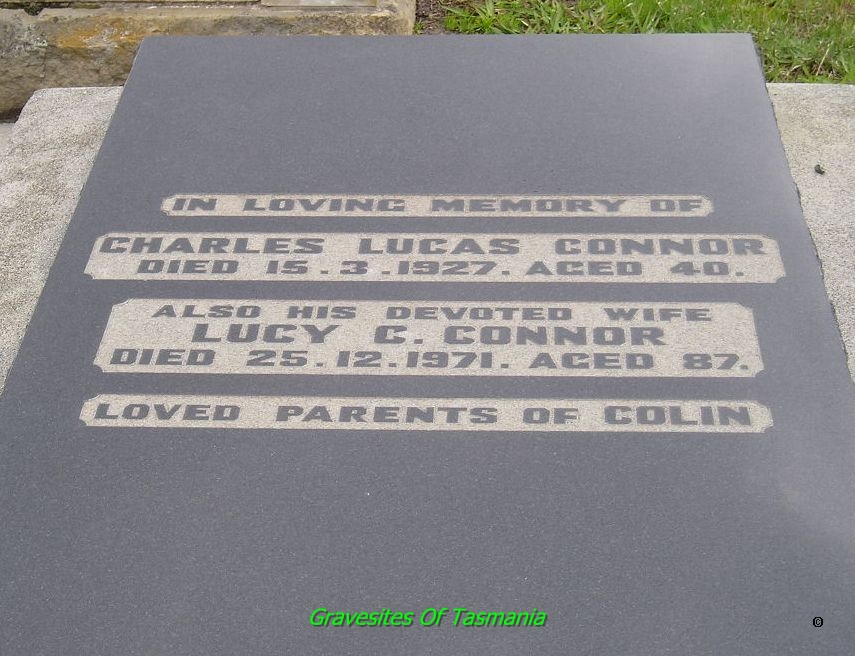 IN LOVING MEMORY OF
CHARLES LUCAS CONNOR
DIED 15.3.1927. AGED 40.
ALSO HIS DEVOTED WIFE
LUCY C. CONNOR
DIED 25.12.1971. AGED 87.
LOVED PARENTS OF COLIN
Gravesites Of Tasmania
©